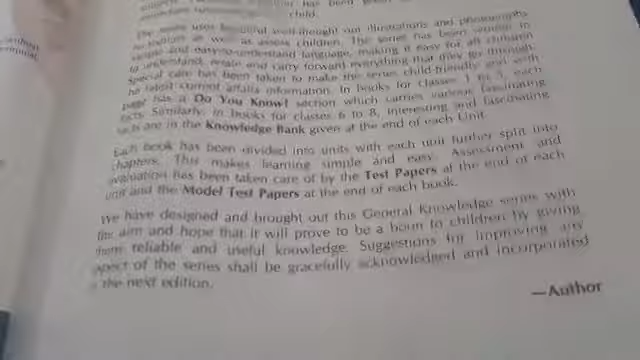 child.
The series uses beautiful well-thought out illustrations and photographs
to explain as well as assess children. The series has been written in
simple and easy-to-understand language, making it easy for all children
to understand, retain and carry forward everything that they go through.
Special care has been taken to make the series child-friendly and with
the latest current affairs information. In books for classes 1 to 5, each
page has a Do You Know? section which carries various fascinating
facts. Similarly, in books for classes 6 to 8, interesting and fascinating
facts are in the Knowledge Bank given at the end of each Unit.
Each book has been divided into units with each unit further split into
chapters. This makes learning simple and easy. Assessment and
evaluation has been taken care of by the Test Papers at the end of each
unit and the Model Test Papers at the end of each book.
We have designed and brought out this General Knowledge series with
the aim and hope that it will prove to be a boon to children by giving
them reliable and useful knowledge. Suggestions for improving any
aspect of the series shall be gracefully acknowledged and incorporated
in the next edition.
—Author